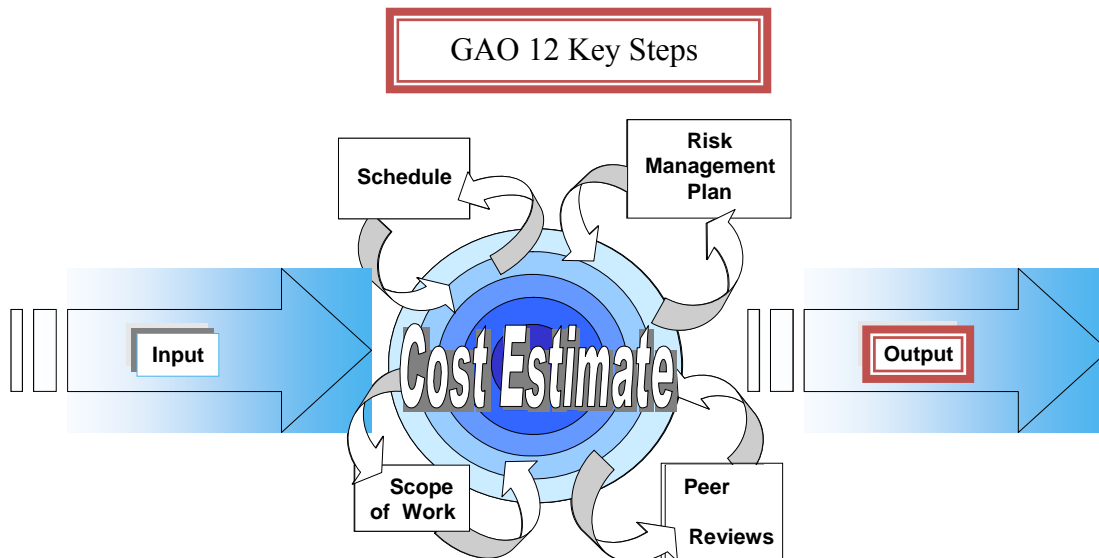 GAO 12 Key Steps
Schedule
Risk
Management
Plan
Input
Cost Estimate
Output
Scope
of Work
Peer
Reviews